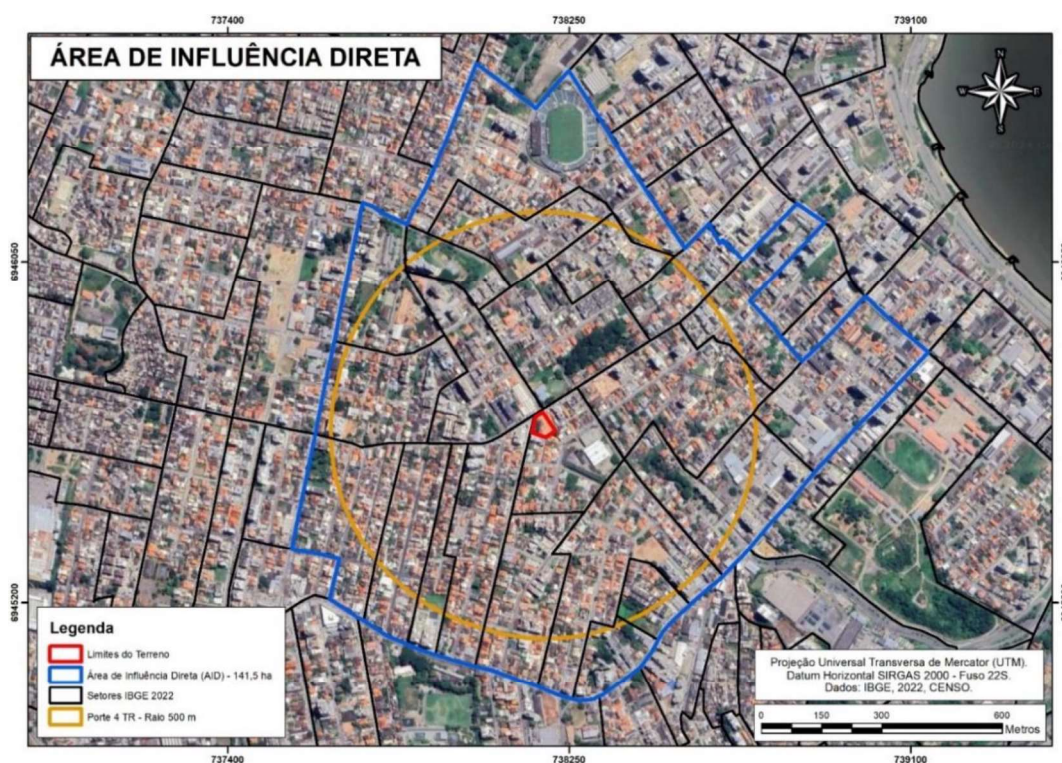 737400 738250 739100
ÁREA DE INFLUÊNCIA DIRETA
N
W E
S
6946050
6945200
Legenda
Limites do Terreno
Área de Influência Direta (AID) - 141,5 ha
Setores IBGE 2022
Porte 4 TR - Raio 500 m
Projeção Universal Transversa de Mercator (UTM).
Datum Horizontal SIRGAS 2000 - Fuso 22S.
Dados: IBGE, 2022, CENSO.
0 150 300 600
Metros
737400 738250 739100